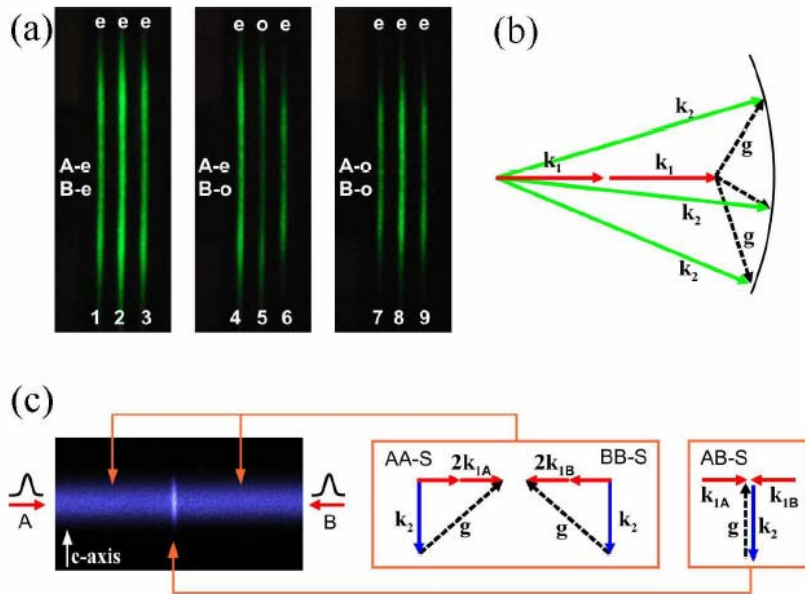 (a)
e e e
A-e
B-e
1 2 3
e o e
A-e
B-o
4 5 6
e e e
A-o
B-o
7 8 9
(b)
k₂
k₁ k₁
g
k₂
g
k₂
(c)
A
c-axis
B
AA-S 2k₁A 2k₁B BB-S
k₂ g g k₂
AB-S
k₁A k₁B
g k₂